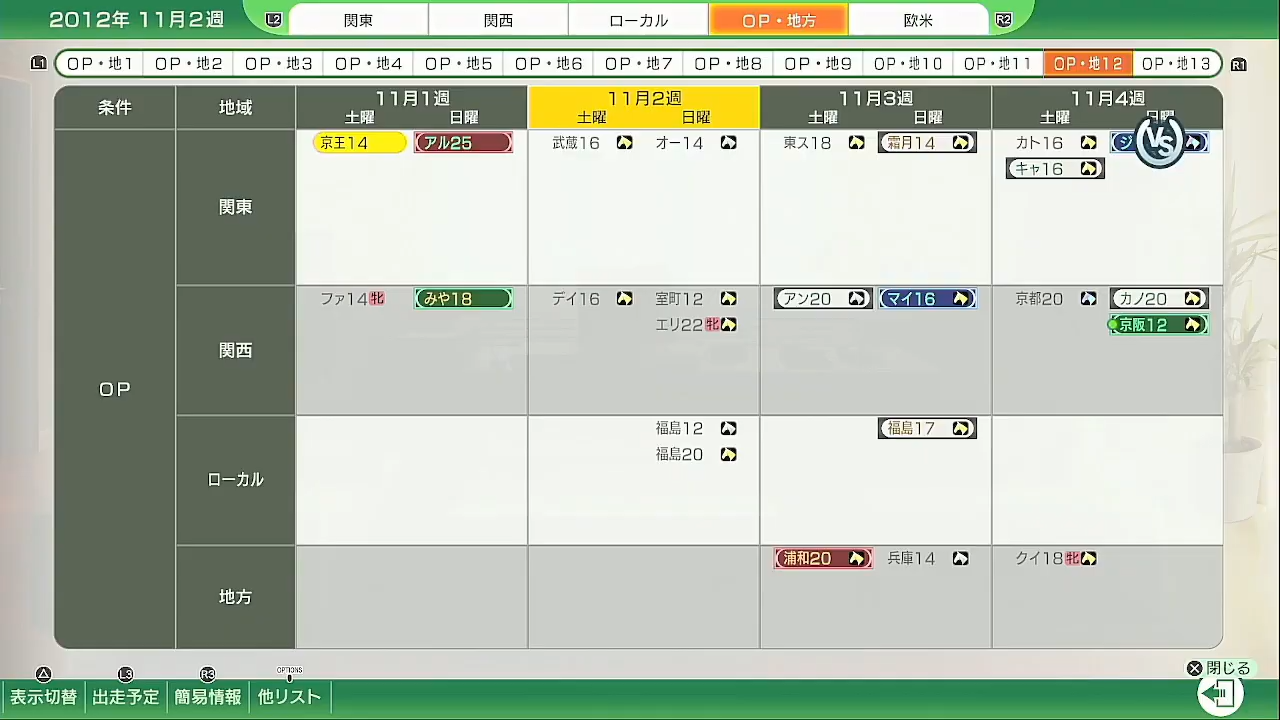 2012年 11月2週
L2 関東 関西 ローカル OP・地方 欧米 R2
L1 OP・地1 OP・地2 OP・地3 OP・地4 OP・地5 OP・地6 OP・地7 OP・地8 OP・地9 OP・地10 OP・地11 OP・地12 OP・地13 R1
条件 地域 11月1週 11月2週 11月3週 11月4週
土曜 日曜 土曜 日曜 土曜 日曜 土曜 日曜
京王14 アル25 武蔵16 オー14 東ス18 霜月14 カト16 ジ VS
キャ16
関東
ファ14牝 みや18 デイ16 室町12 アン20 マイ16 京都20 カノ20
エリ22牝 京阪12
関西
OP
福島12 福島17
福島20
ローカル
浦和20 兵庫14 クイ18牝
地方
L3 R3 OPTIONS
表示切替 出走予定 簡易情報 他リスト
閉じる